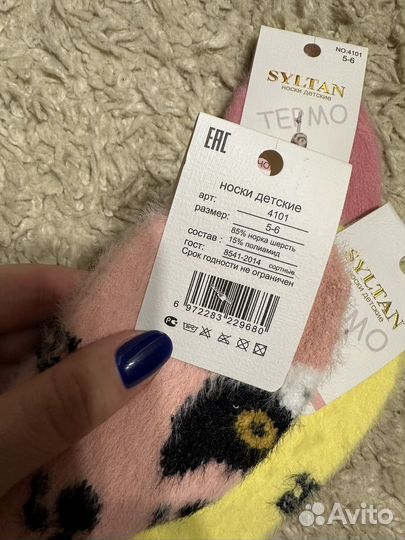 NO:4101
5-6
SYLTAN
НОСКИ ДЕТСКИЕ
ТЕРМО
EAC
НОСКИ ДЕТСКИЕ
арт: 4101
размер: 5-6
состав : 85% норка шерсть
15% полиамид
гост: 8541-2014 сортные
Срок годности не ограничен
6 972283 229680
SYLTAN
НОСКИ ДЕТСКИЕ
ТЕРМО
Avito